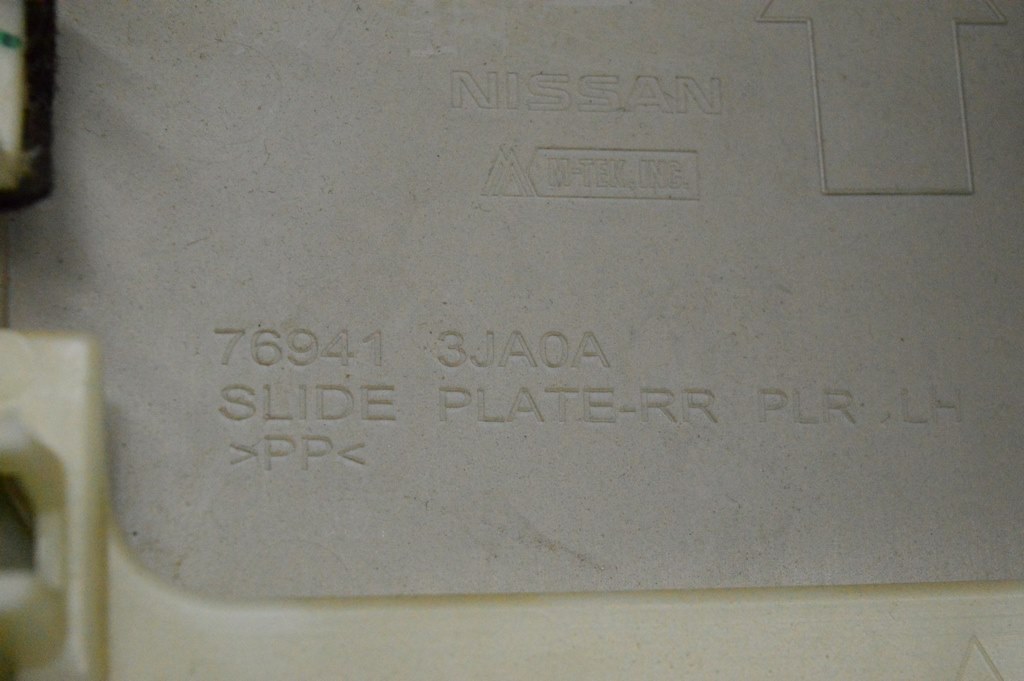 NISSAN
M-TEK, INC.
76941 3JA0A
SLIDE PLATE-RR PLR ,LH
>PP<